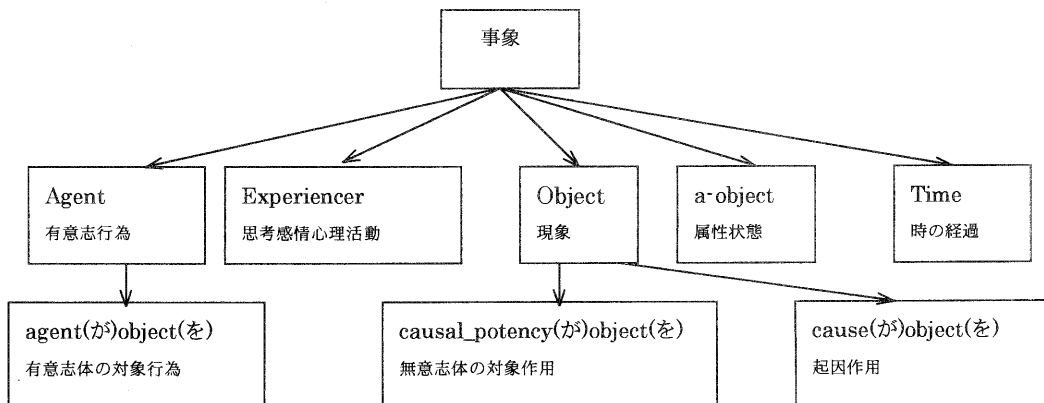 事象
Agent
有意志行為
Experiencer
思考感情心理活動
Object
現象
a-object
属性状態
Time
時の経過
agent(が)object(を)
有意志体の対象行為
causal_potency(が)object(を)
無意志体の対象作用
cause(が)object(を)
起因作用